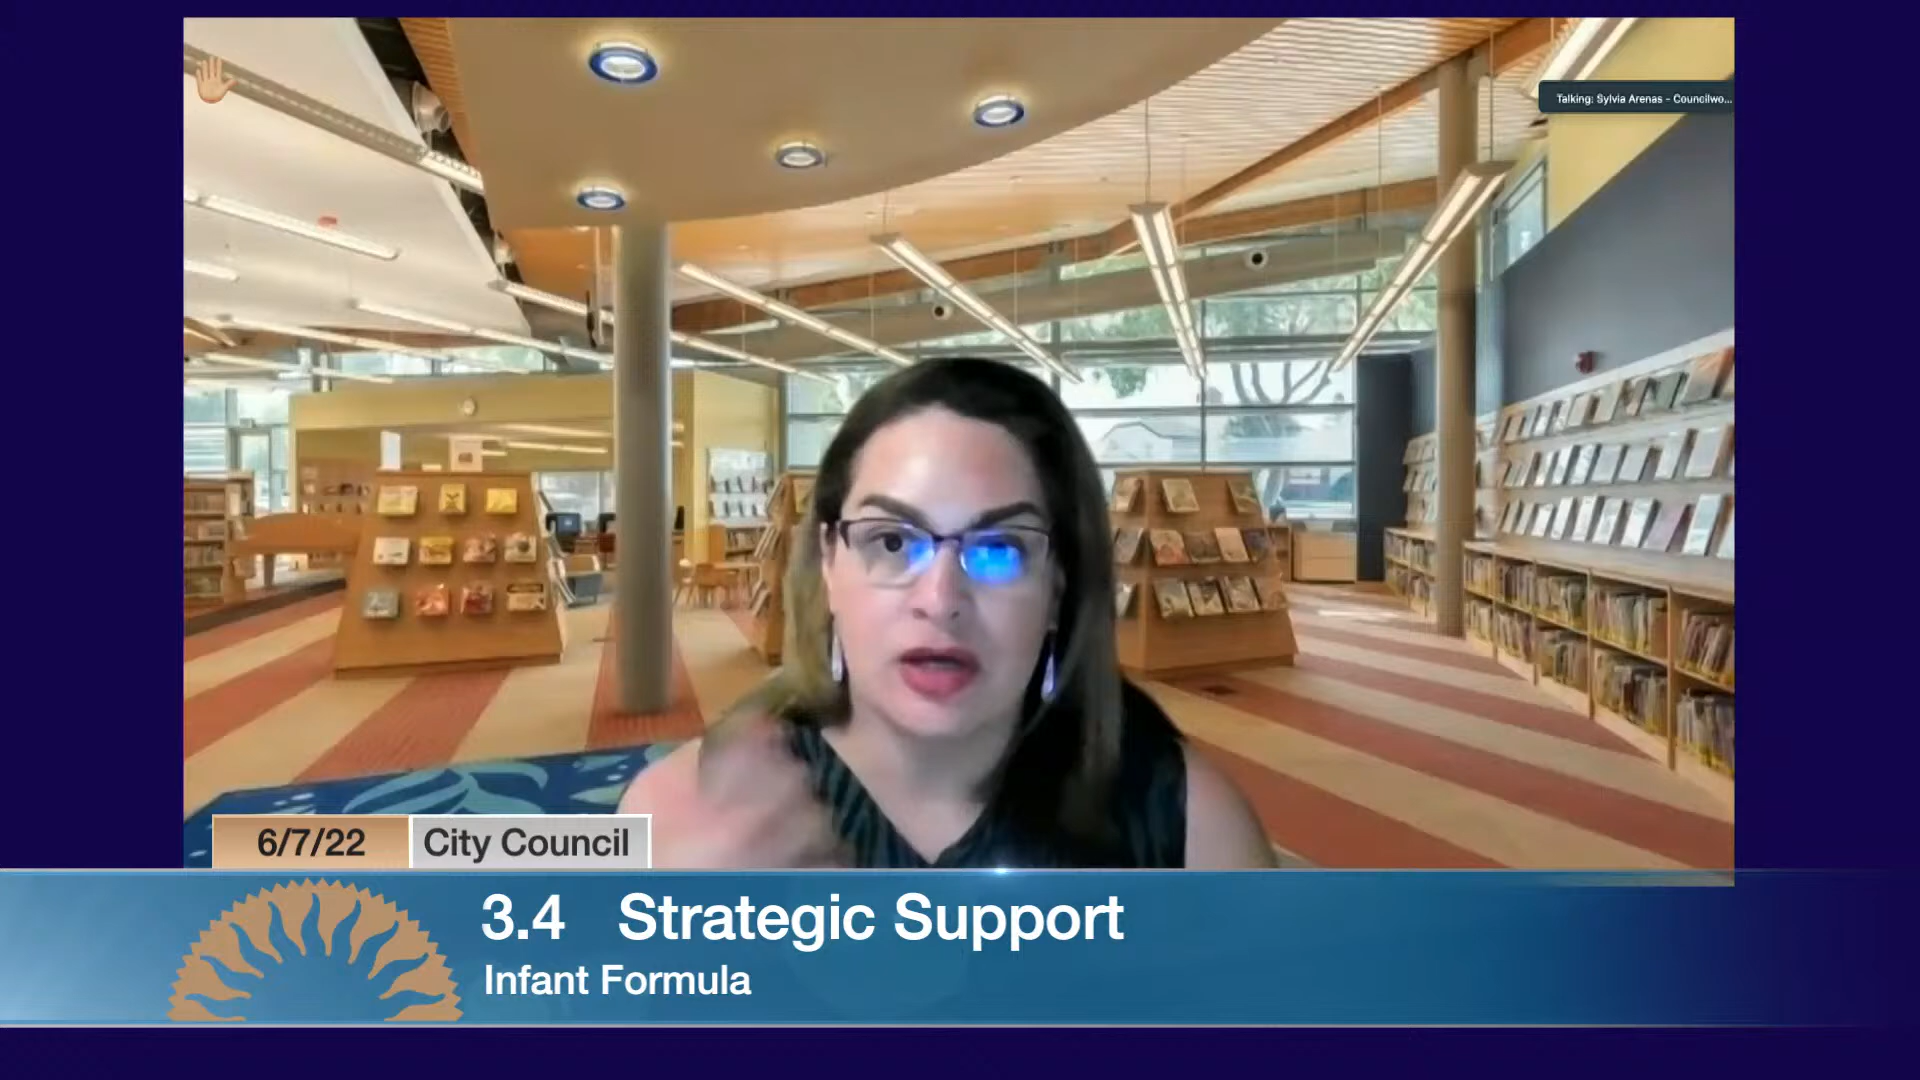 Talking: Sylvia Arenas - Councilwo...
6/7/22 City Council
3.4 Strategic Support
Infant Formula